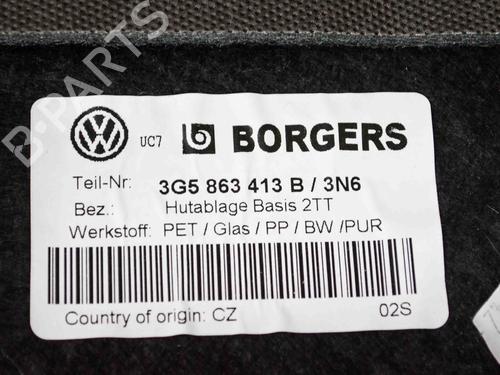 UC7 BORGERS
Teil-Nr: 3G5 863 413 B / 3N6
Bez.: Hutablage Basis 2TT
Werkstoff: PET / Glas / PP / BW /PUR
Country of origin: CZ 02S
B-PARTS